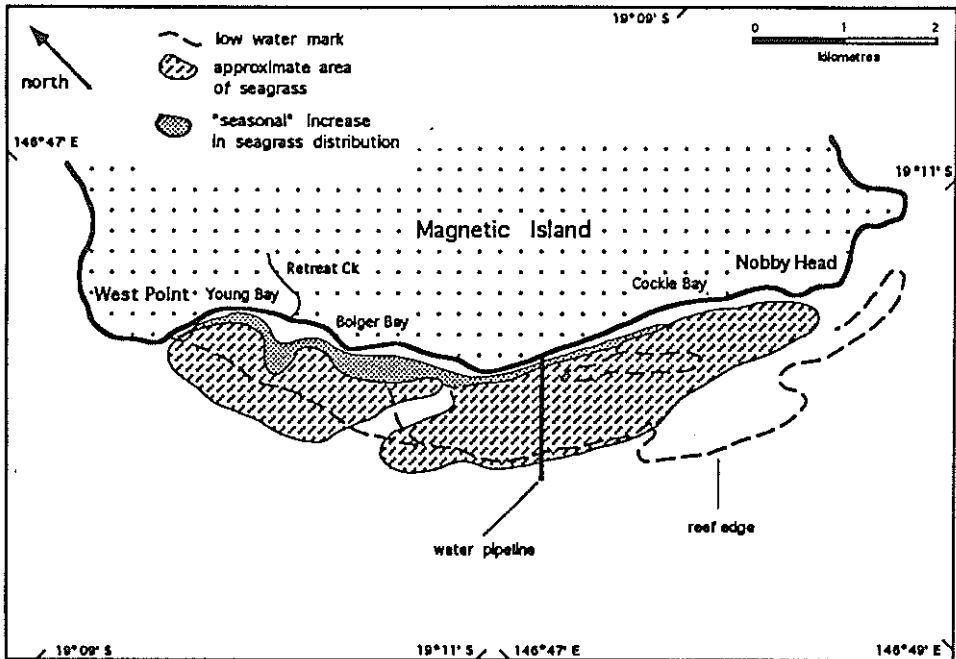 19°09' S
0 1 2
kilometres
north
low water mark
approximate area
of seagrass
"seasonal" increase
in seagrass distribution
146°47' E
19°11' S
Magnetic Island
Nobby Head
Cockle Bay
Retreat Ck
West Point
Young Bay
Bolger Bay
reef edge
water pipeline
19°09' S
19°11' S
146°47' E
146°49' E